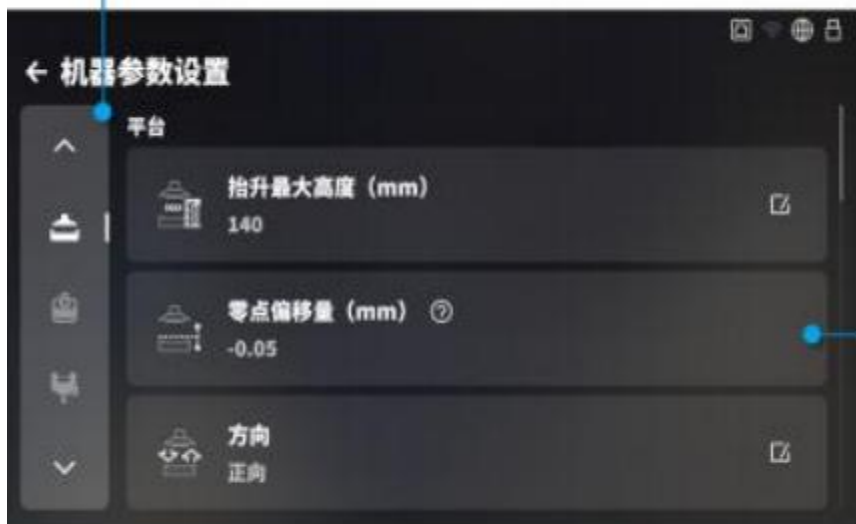 ← 机器参数设置
平台
抬升最大高度（mm）
140
零点偏移量（mm） ?
-0.05
方向
正向